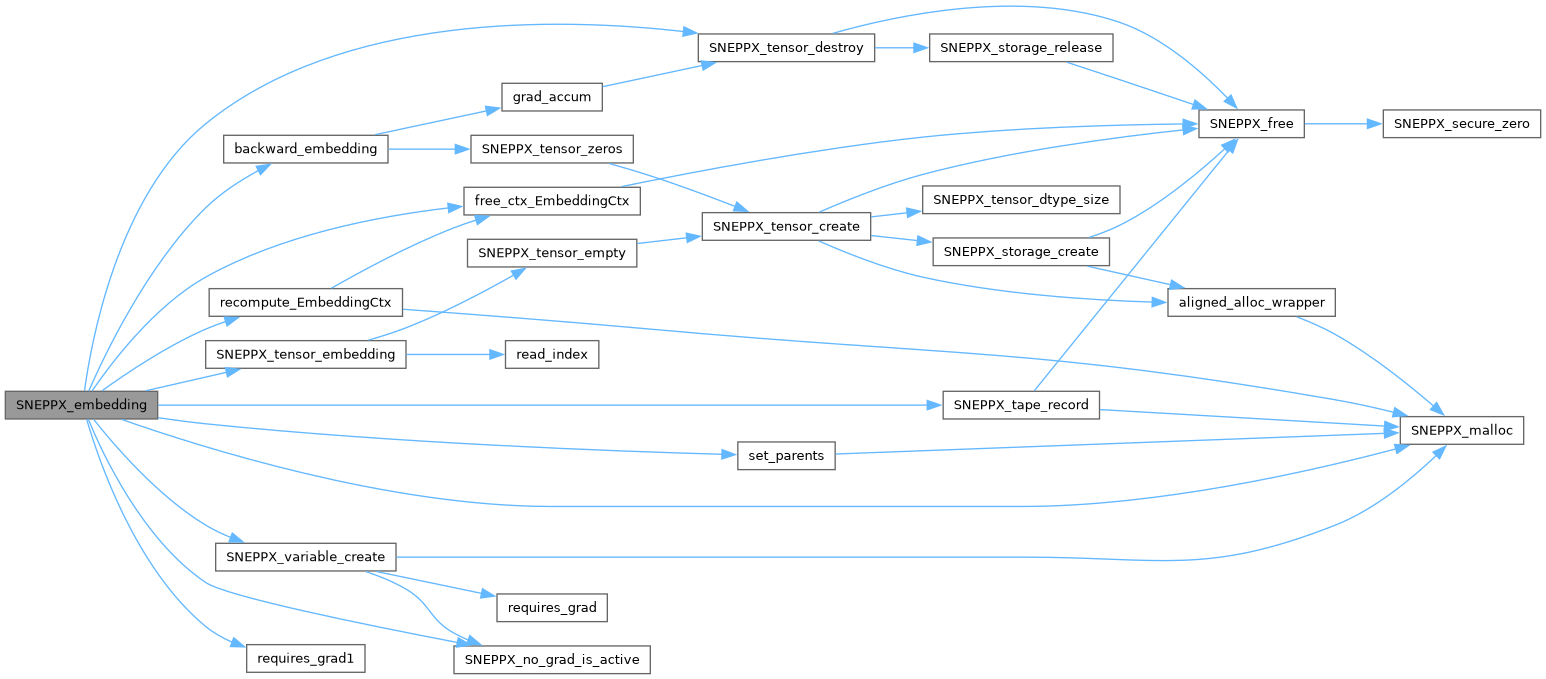 SNEPPX_tensor_destroy
SNEPPX_storage_release
grad_accum
SNEPPX_free
SNEPPX_secure_zero
backward_embedding
SNEPPX_tensor_zeros
free_ctx_EmbeddingCtx
SNEPPX_tensor_dtype_size
SNEPPX_tensor_create
SNEPPX_tensor_empty
SNEPPX_storage_create
recompute_EmbeddingCtx
aligned_alloc_wrapper
SNEPPX_tensor_embedding
read_index
SNEPPX_embedding
SNEPPX_tape_record
SNEPPX_malloc
set_parents
SNEPPX_variable_create
requires_grad
requires_grad1
SNEPPX_no_grad_is_active